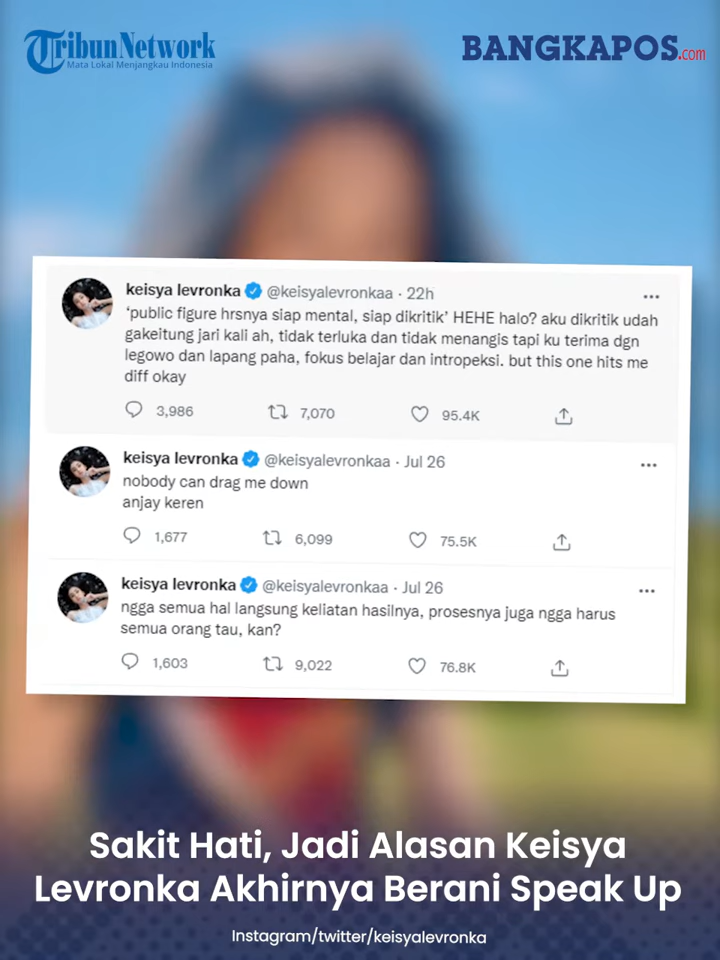 TribunNetwork
Mata Lokal Menjangkau Indonesia
BANGKAPOS.com
keisya levronka @keisyalevronkaa · 22h
‘public figure hrsnya siap mental, siap dikritik’ HEHE halo? aku dikritik udah
gakeitung jari kali ah, tidak terluka dan tidak menangis tapi ku terima dgn
legowo dan lapang paha, fokus belajar dan intropeksi. but this one hits me
diff okay
3,986 7,070 95.4K
keisya levronka @keisyalevronkaa · Jul 26
nobody can drag me down
anjay keren
1,677 6,099 75.5K
keisya levronka @keisyalevronkaa · Jul 26
ngga semua hal langsung keliatan hasilnya, prosesnya juga ngga harus
semua orang tau, kan?
1,603 9,022 76.8K
Sakit Hati, Jadi Alasan Keisya
Levronka Akhirnya Berani Speak Up
Instagram/twitter/keisyalevronka